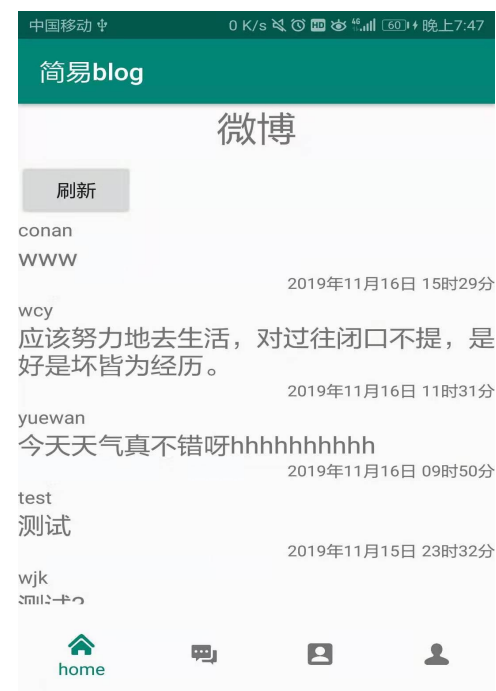 中国移动 0 K/s HD 46 60 晚上7:47
简易blog
微博
刷新
conan
www
2019年11月16日 15时29分
wcy
应该努力地去生活，对过往闭口不提，是
好是坏皆为经历。
2019年11月16日 11时31分
yuewan
今天天气真不错呀hhhhhhhhhh
2019年11月16日 09时50分
test
测试
2019年11月15日 23时32分
wjk
测试2
home